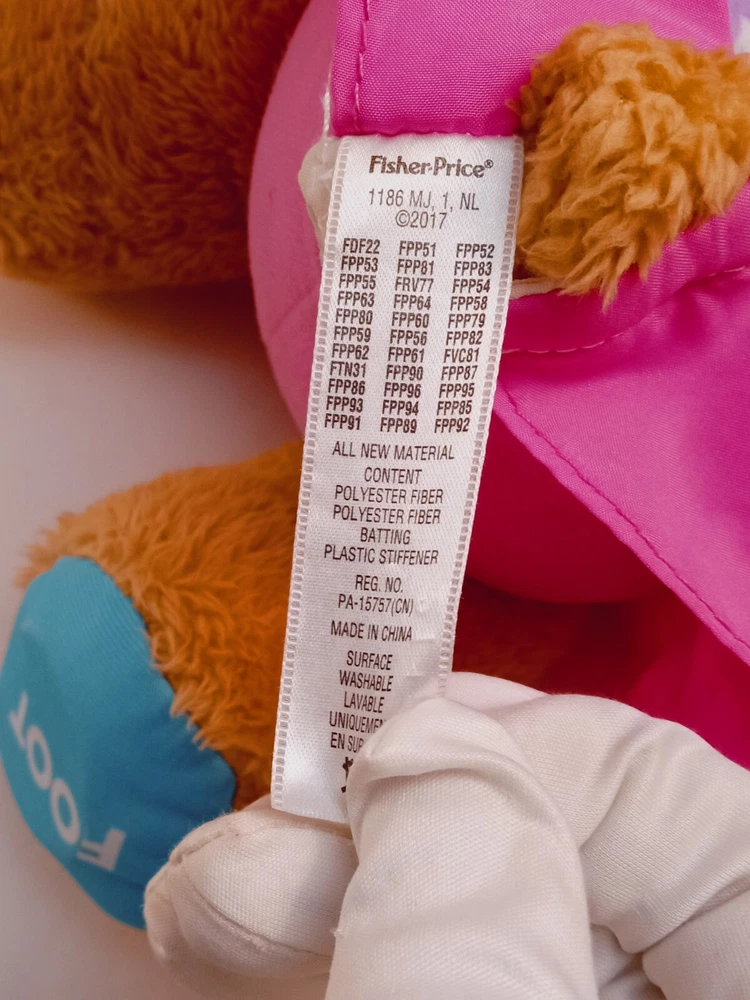 Fisher-Price®
1186 MJ, 1, NL
©2017
FDF22 FPP51 FPP52
FPP53 FPP81 FPP83
FPP55 FRV77 FPP54
FPP63 FPP64 FPP58
FPP80 FPP60 FPP79
FPP59 FPP56 FPP82
FPP62 FPP61 FVC81
FTN31 FPP90 FPP87
FPP86 FPP96 FPP95
FPP93 FPP94 FPP85
FPP91 FPP89 FPP92
ALL NEW MATERIAL
CONTENT
POLYESTER FIBER
POLYESTER FIBER
BATTING
PLASTIC STIFFENER
REG. NO.
PA-15757(CN)
MADE IN CHINA
SURFACE
WASHABLE
LAVABLE
UNIQUEMEN
EN SUR
FOOT